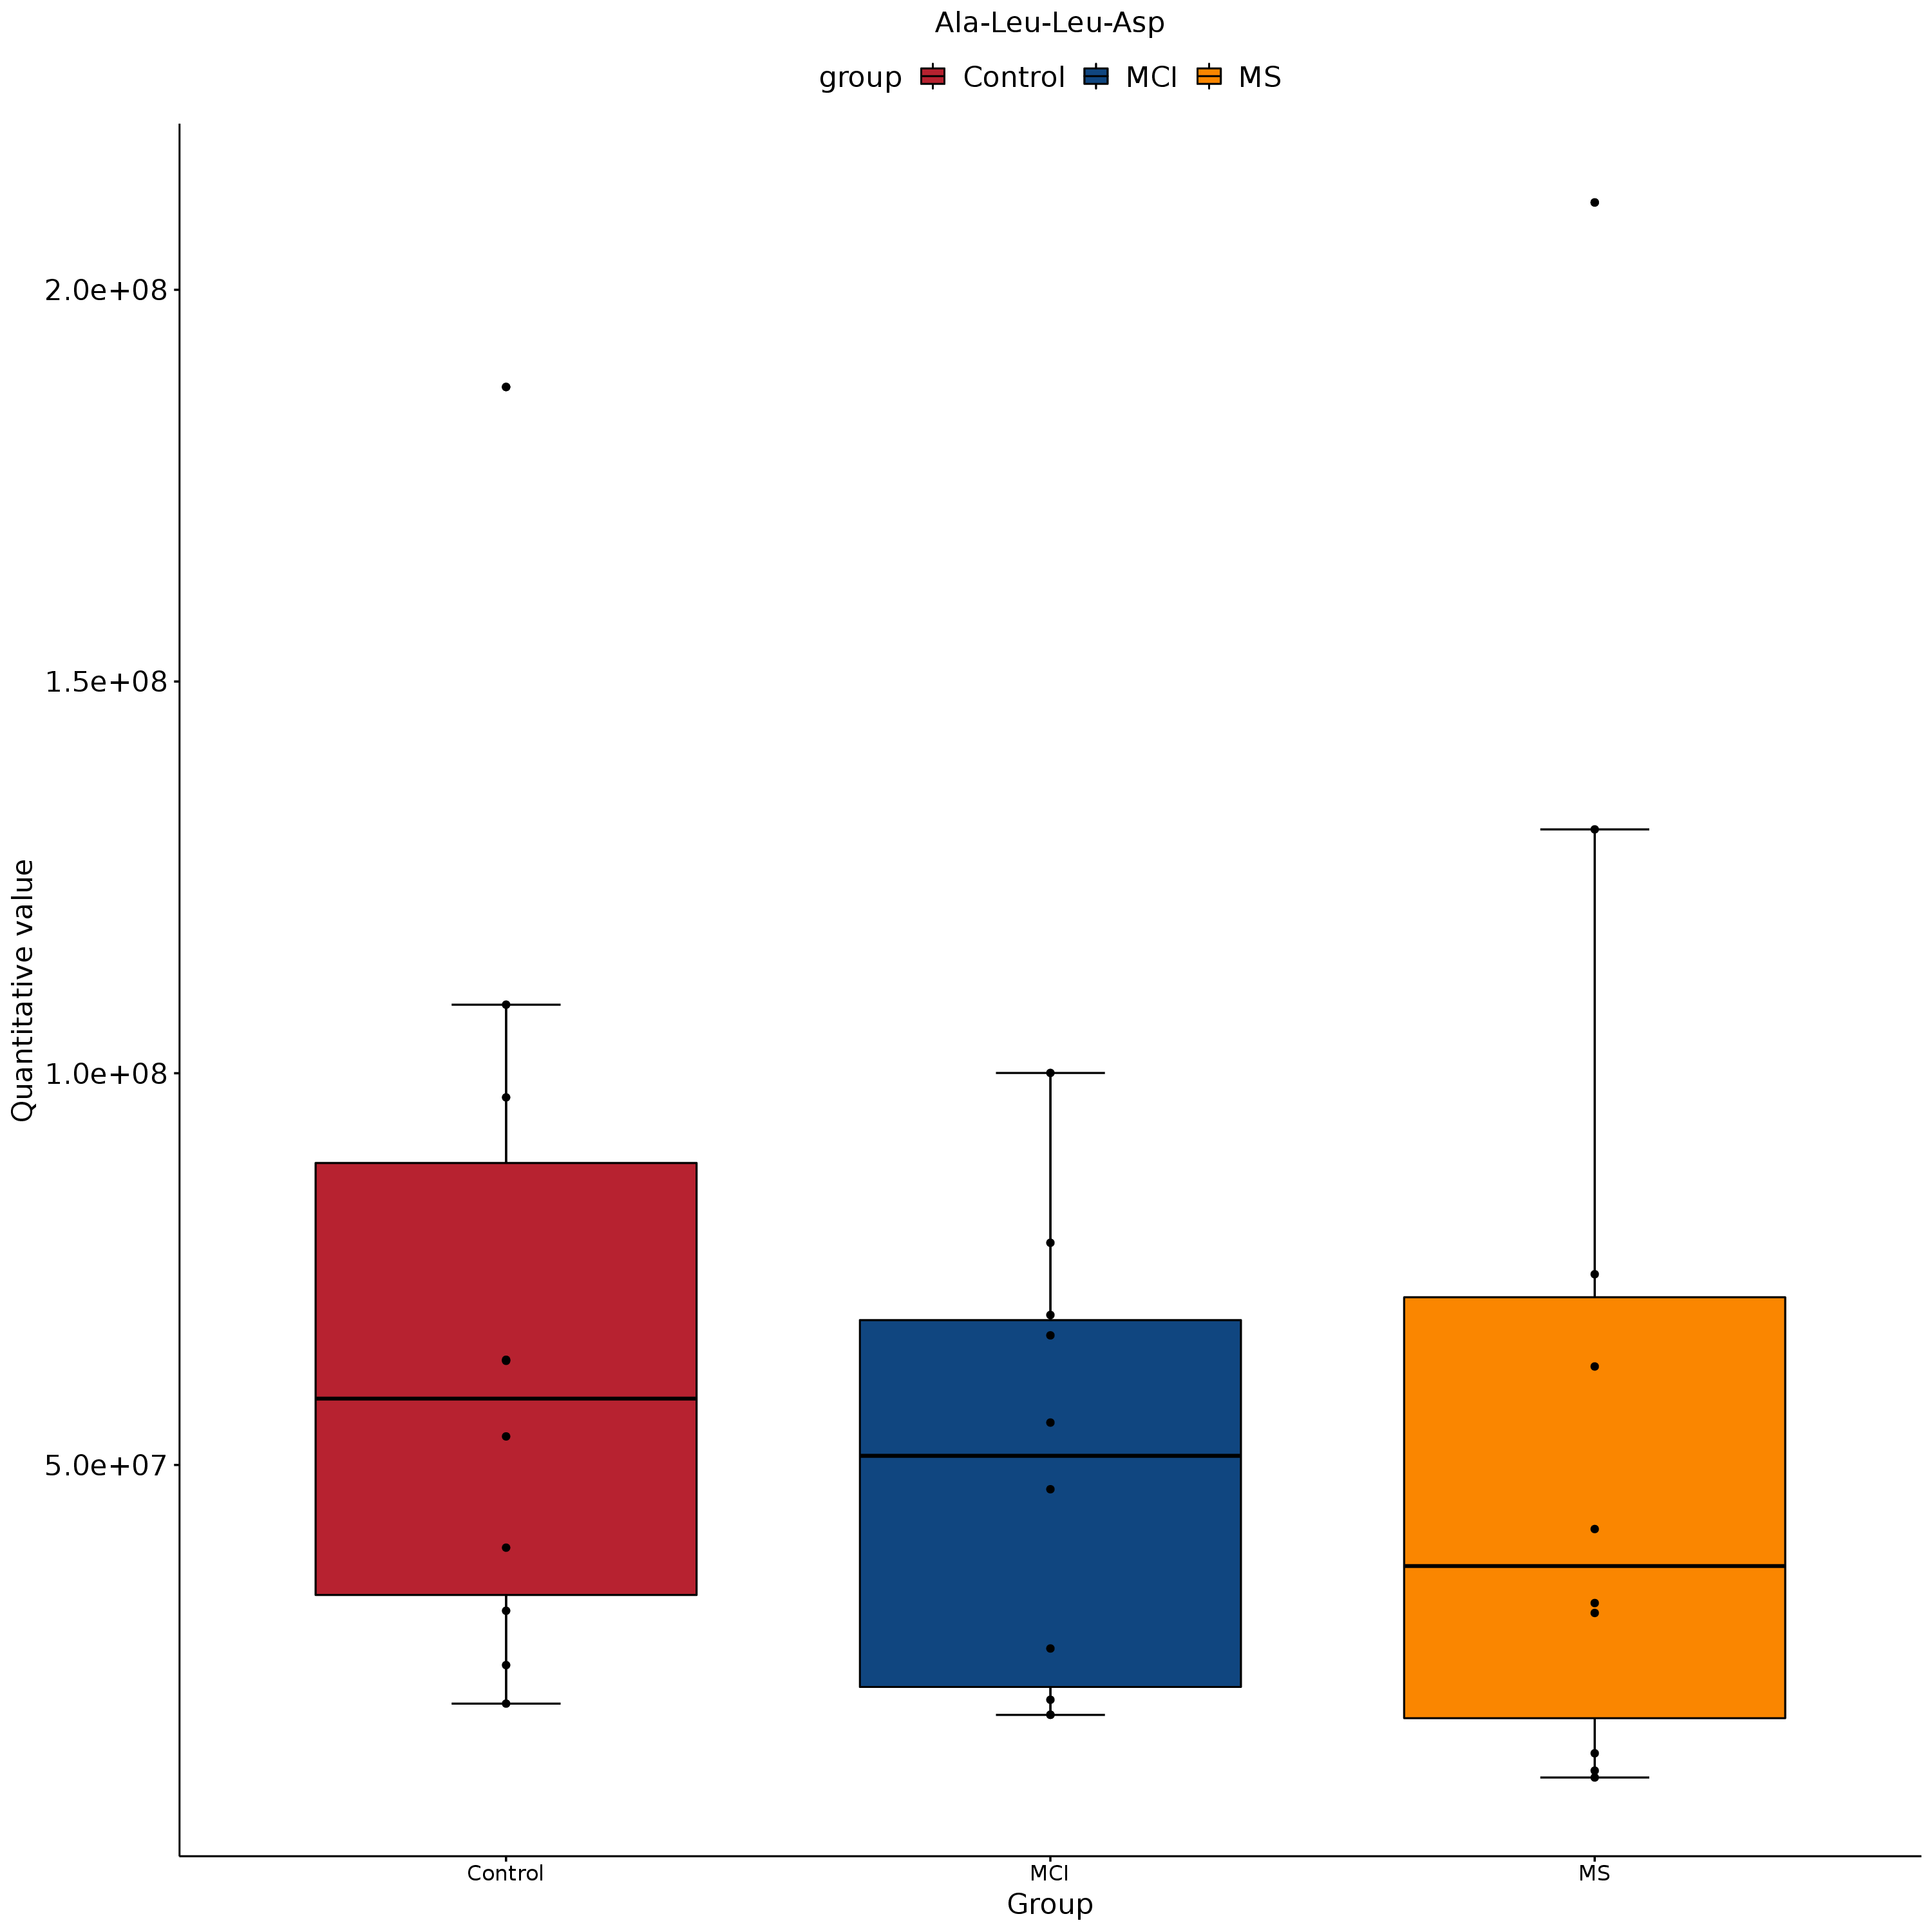 Ala-Leu-Leu-Asp
group Control MCI MS
Quantitative value
2.0e+08
1.5e+08
1.0e+08
5.0e+07
Control MCI MS
Group